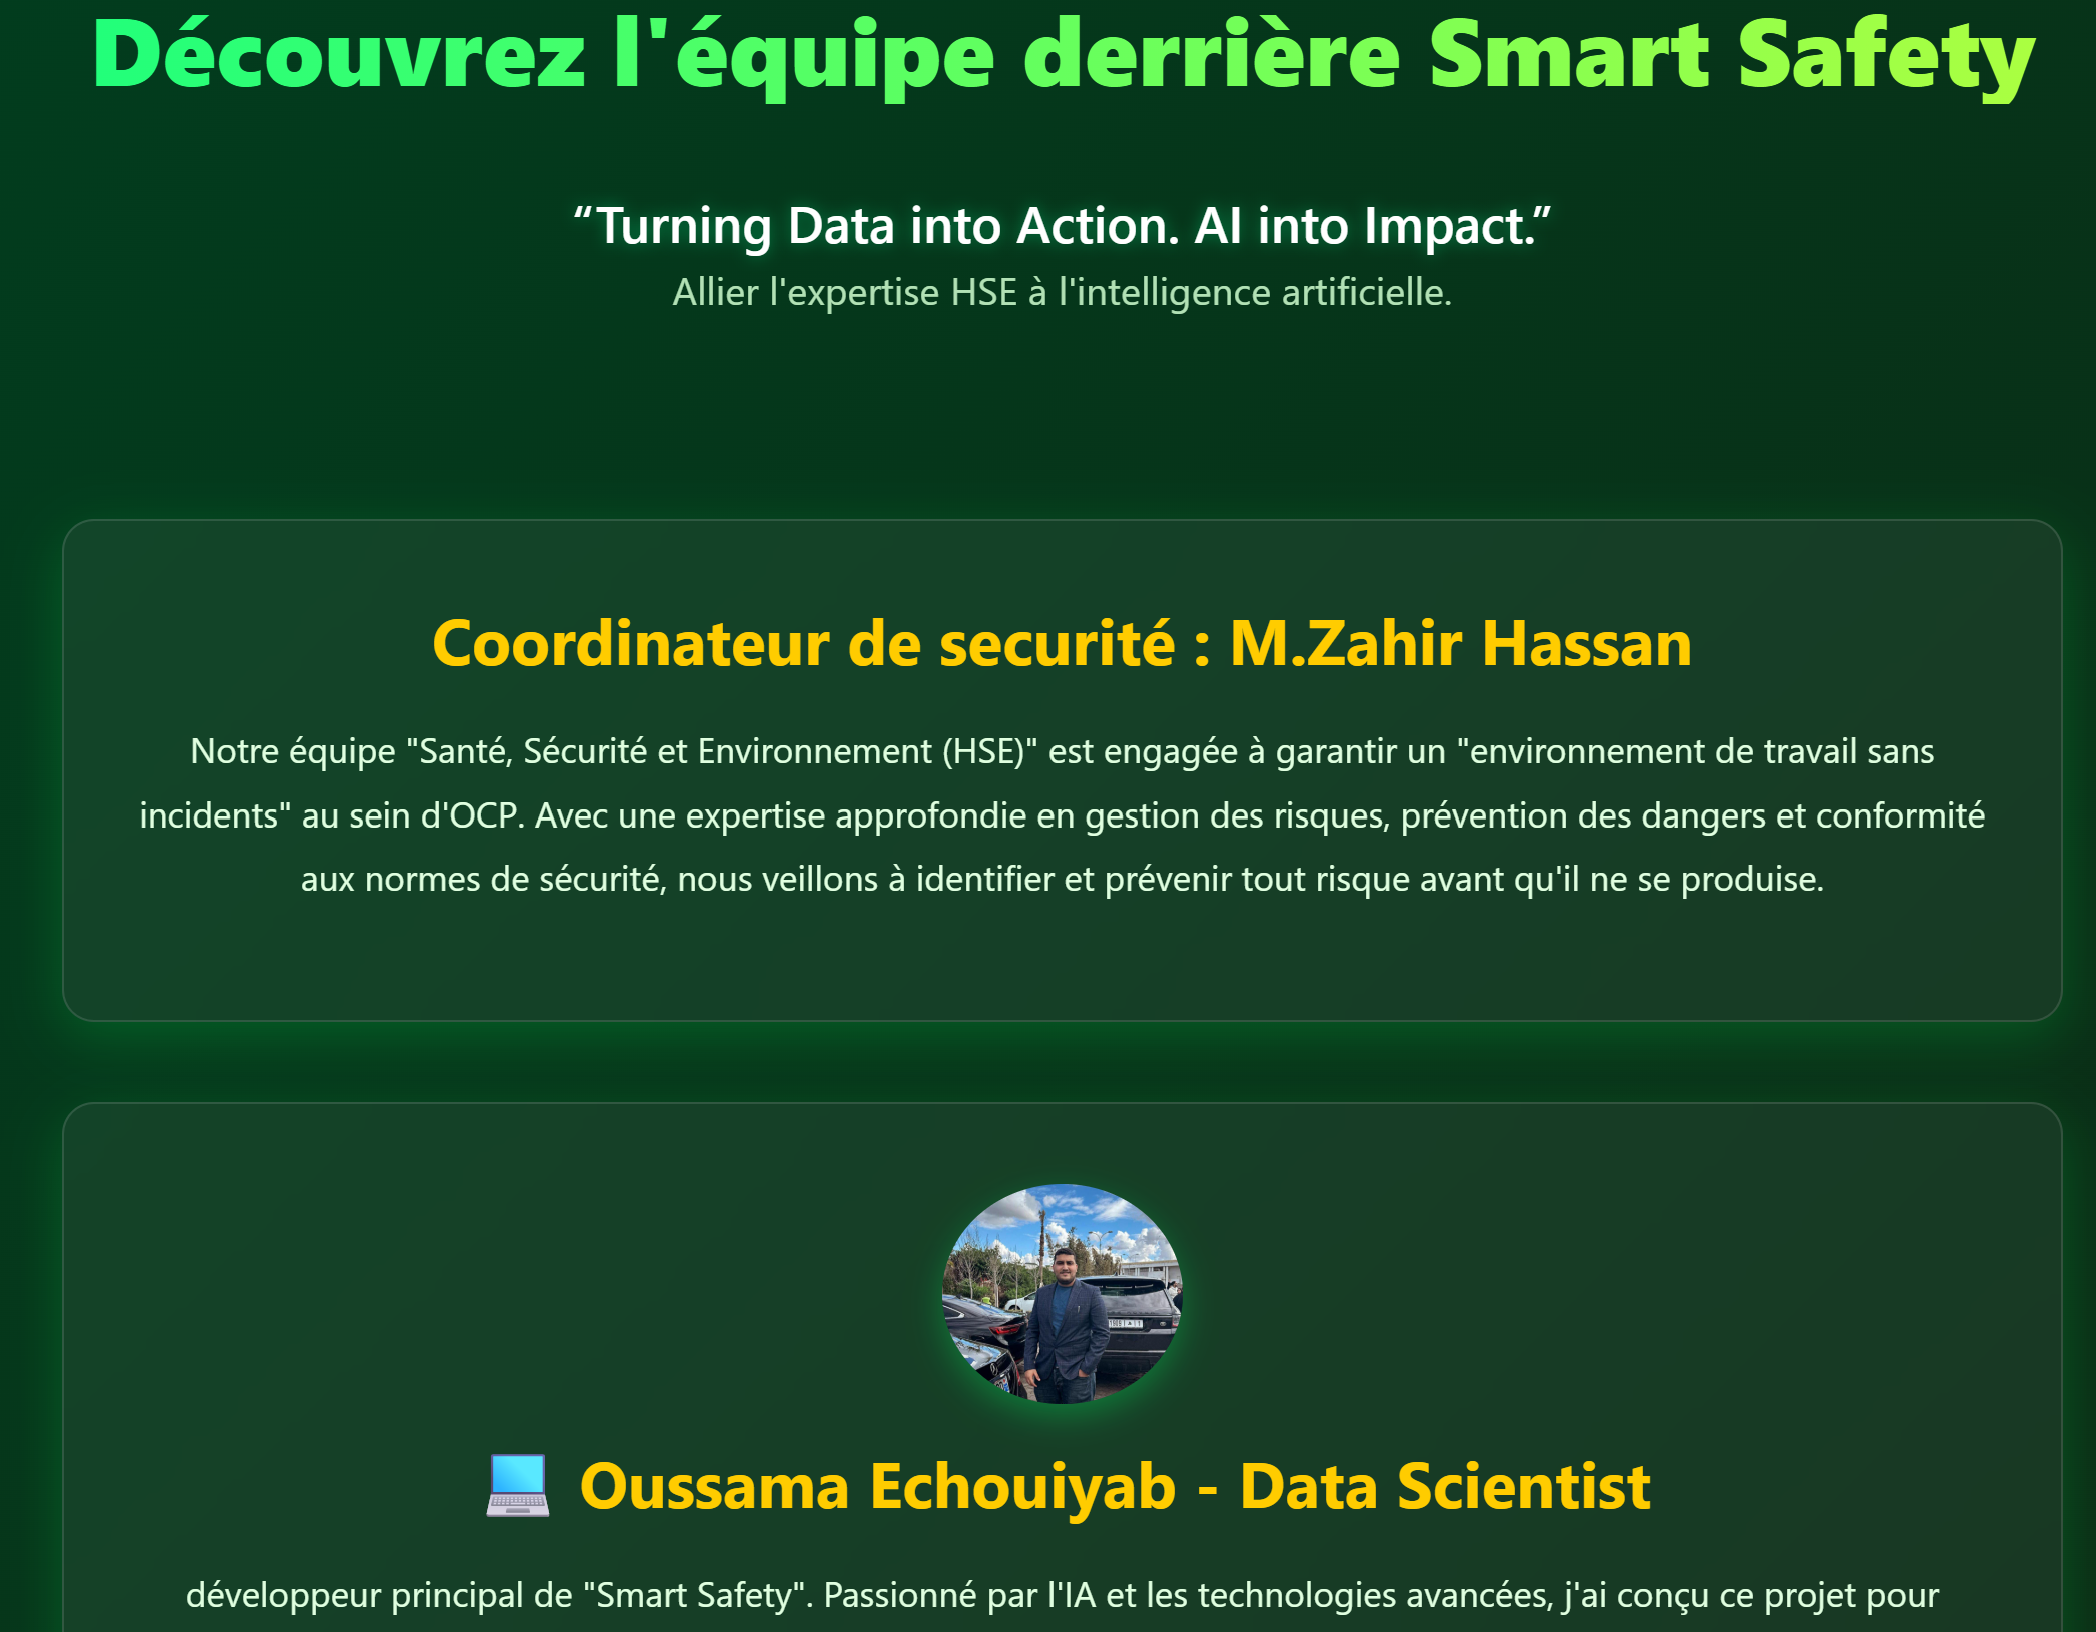 Découvrez l'équipe derrière Smart Safety
“Turning Data into Action. AI into Impact.”
Allier l'expertise HSE à l'intelligence artificielle.
Coordinateur de securité : M.Zahir Hassan
Notre équipe "Santé, Sécurité et Environnement (HSE)" est engagée à garantir un "environnement de travail sans
incidents" au sein d'OCP. Avec une expertise approfondie en gestion des risques, prévention des dangers et conformité
aux normes de sécurité, nous veillons à identifier et prévenir tout risque avant qu'il ne se produise.
Oussama Echouiyab - Data Scientist
développeur principal de "Smart Safety". Passionné par l'IA et les technologies avancées, j'ai conçu ce projet pour